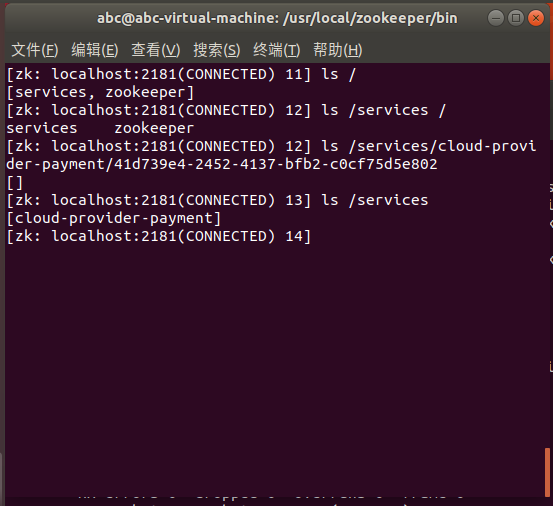 abc@abc-virtual-machine: /usr/local/zookeeper/bin
文件(F) 编辑(E) 查看(V) 搜索(S) 终端(T) 帮助(H)
[zk: localhost:2181(CONNECTED) 11] ls /
[services, zookeeper]
[zk: localhost:2181(CONNECTED) 12] ls /services /
services    zookeeper
[zk: localhost:2181(CONNECTED) 12] ls /services/cloud-provi
der-payment/41d739e4-2452-4137-bfb2-c0cf75d5e802
[]
[zk: localhost:2181(CONNECTED) 13] ls /services
[cloud-provider-payment]
[zk: localhost:2181(CONNECTED) 14]